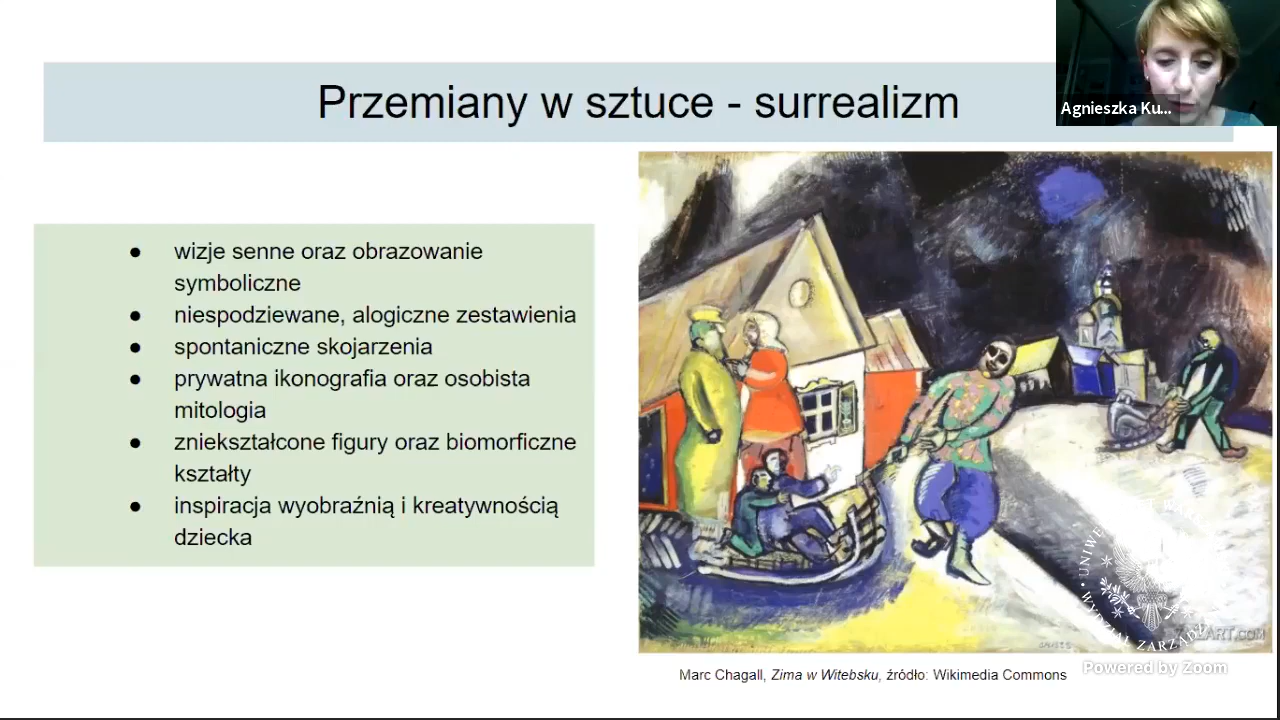 Przemiany w sztuce - surrealizm
Agnieszka Ku...
● wizje senne oraz obrazowanie
symboliczne
● niespodziewane, alogiczne zestawienia
● spontaniczne skojarzenia
● prywatna ikonografia oraz osobista
mitologia
● zniekształcone figury oraz biomorficzne
kształty
● inspiracja wyobraźnią i kreatywnością
dziecka
Marc Chagall, Zima w Witebsku, źródło: Wikimedia Commons
Powered by Zoom